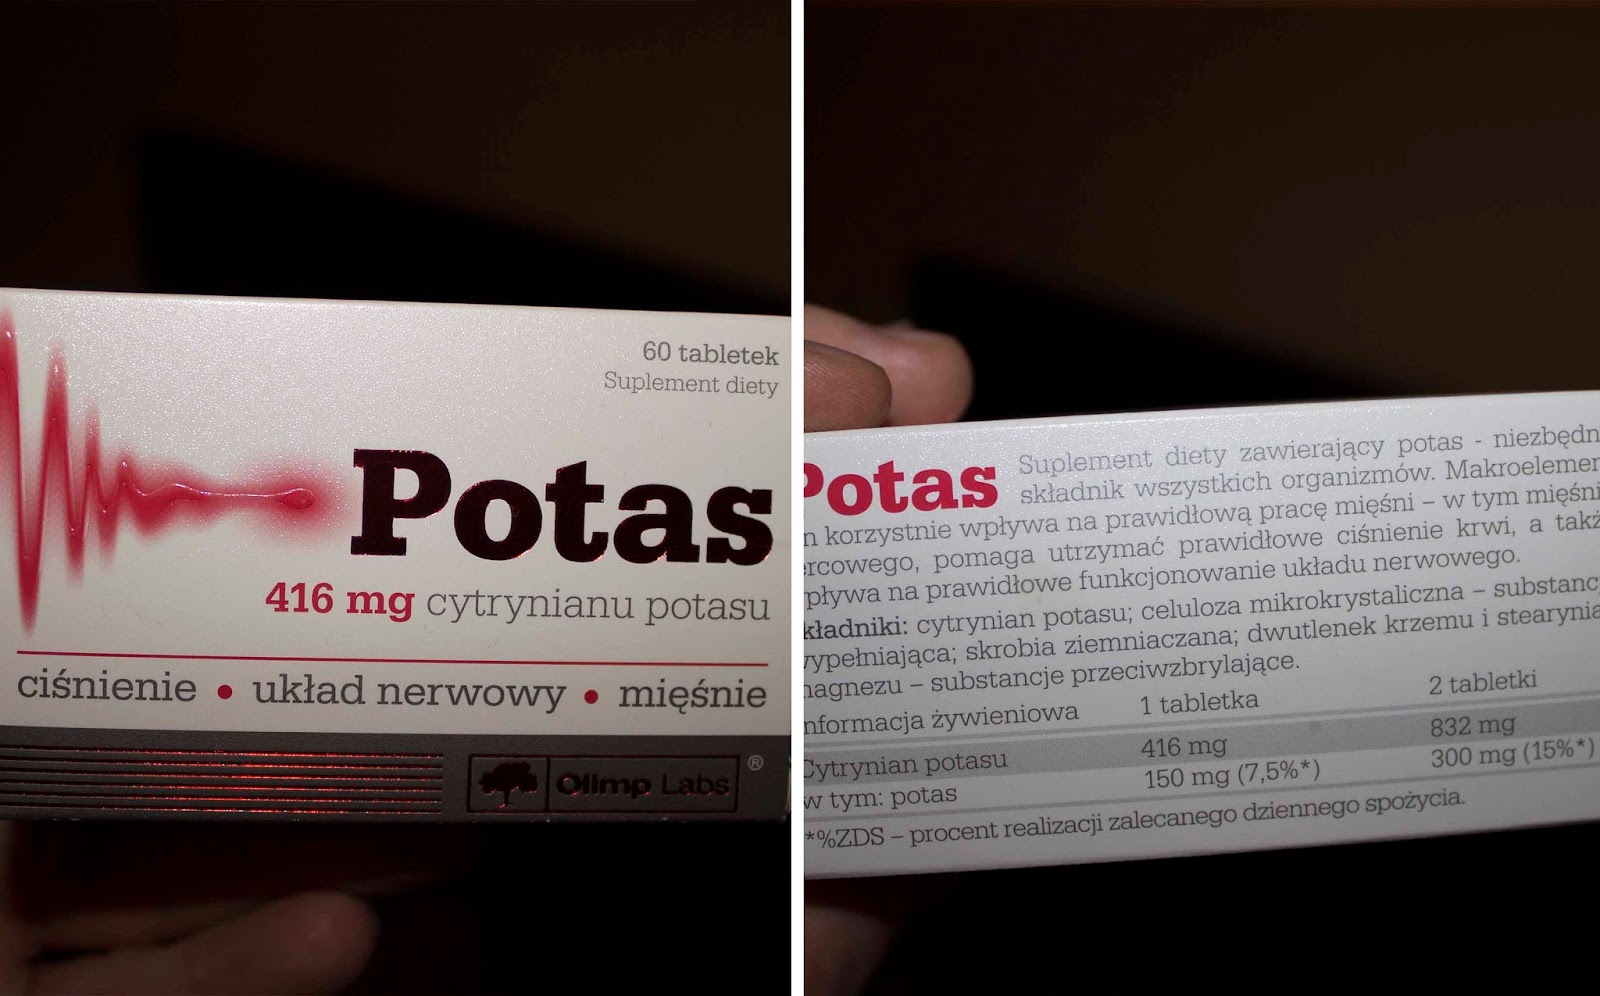 60 tabletek
Suplement diety
Potas
416 mg cytrynianu potasu
ciśnienie • układ nerwowy • mięśnie
Olimp Labs ®
Potas
Suplement diety zawierający potas - niezbędn
składnik wszystkich organizmów. Makroelemen
n korzystnie wpływa na prawidłową pracę mięśni – w tym mięśni
ercowego, pomaga utrzymać prawidłowe ciśnienie krwi, a takż
pływa na prawidłowe funkcjonowanie układu nerwowego.
kładniki: cytrynian potasu; celuloza mikrokrystaliczna – substanc
ypełniająca; skrobia ziemniaczana; dwutlenek krzemu i stearynia
agnezu – substancje przeciwzbrylające.
nformacja żywieniowa 1 tabletka 2 tabletki
Cytrynian potasu 416 mg 832 mg
w tym: potas 150 mg (7,5%*) 300 mg (15%*)
*%ZDS – procent realizacji zalecanego dziennego spożycia.